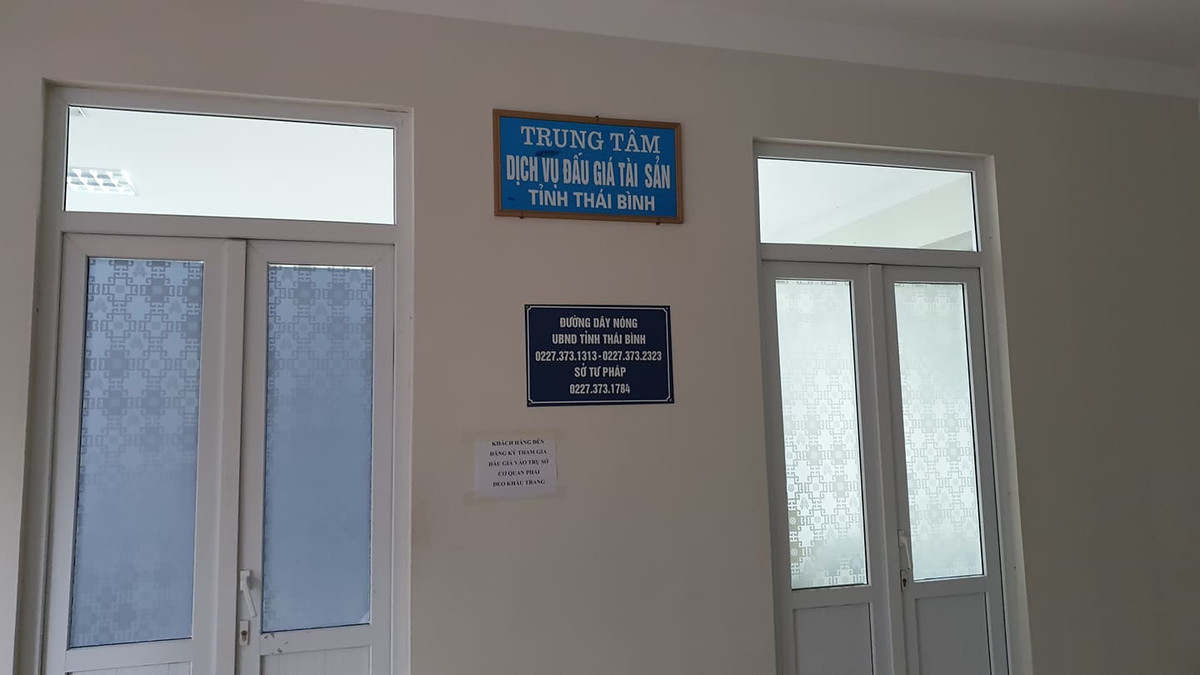 TRUNG TÂM
DỊCH VỤ ĐẤU GIÁ TÀI SẢN
TỈNH THÁI BÌNH
ĐƯỜNG DÂY NÓNG
UBND TỈNH THÁI BÌNH
0227.373.1313-0227.373.2323
SỞ TƯ PHÁP
0227.373.1784
KHÁCH HÀNG ĐẾN
ĐĂNG KÝ THAM GIA
ĐẤU GIÁ VÀO TRỤ SỞ
CƠ QUAN PHẢI
ĐEO KHẨU TRANG